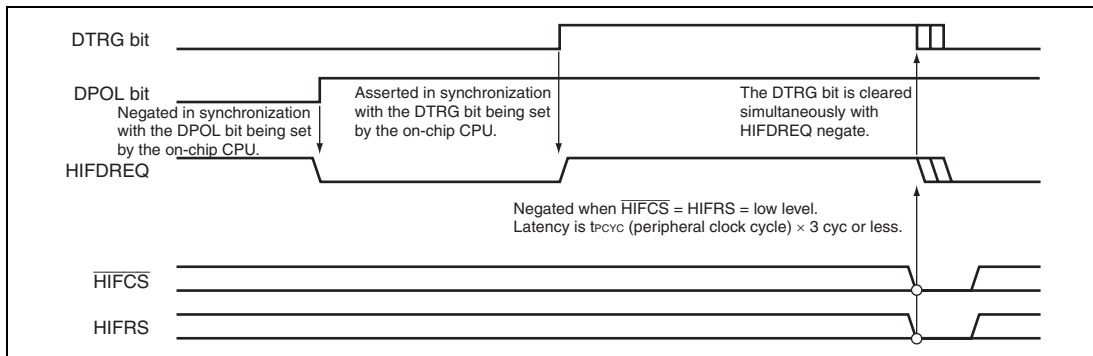 DTRG bit
DPOL bit
Negated in synchronization
with the DPOL bit being set
by the on-chip CPU.
Asserted in synchronization
with the DTRG bit being set
by the on-chip CPU.
The DTRG bit is cleared
simultaneously with
HIFDREQ negate.
HIFDREQ
Negated when HIFCS = HIFRS = low level.
Latency is tPCYC (peripheral clock cycle) × 3 cyc or less.
HIFCS
HIFRS